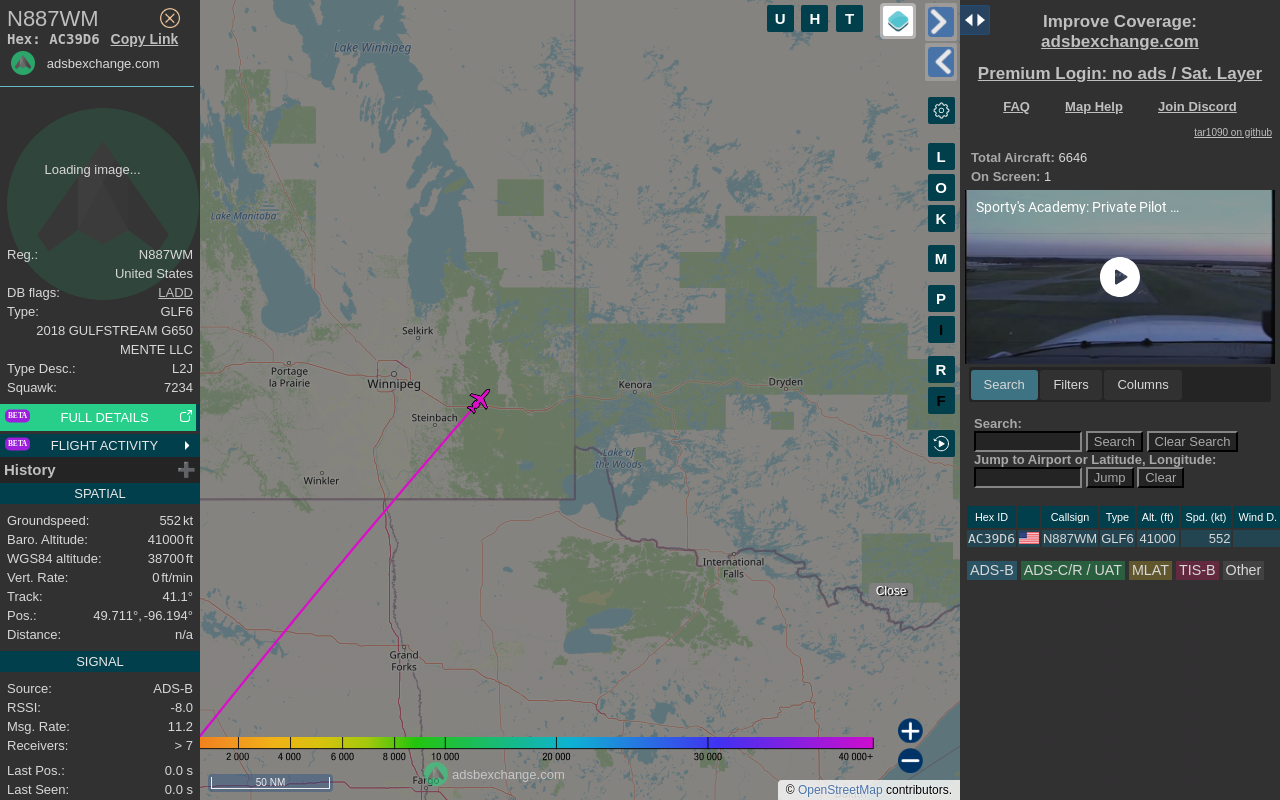 N887WM
Hex: AC39D6 Copy Link
adsbexchange.com
Loading image...
Reg.: N887WM
United States
DB flags: LADD
Type: GLF6
2018 GULFSTREAM G650
MENTE LLC
Type Desc.: L2J
Squawk: 7234
BETA FULL DETAILS
BETA FLIGHT ACTIVITY
History
SPATIAL
Groundspeed: 552 kt
Baro. Altitude: 41000 ft
WGS84 altitude: 38700 ft
Vert. Rate: 0 ft/min
Track: 41.1°
Pos.: 49.711°, -96.194°
Distance: n/a
SIGNAL
Source: ADS-B
RSSI: -8.0
Msg. Rate: 11.2
Receivers: > 7
Last Pos.: 0.0 s
Last Seen: 0.0 s
Lake Winnipeg
Lake Manitoba
Selkirk
Portage
la Prairie
Winnipeg
Steinbach
Winkler
Kenora
Dryden
Lake of
the Woods
International
Falls
Grand
Forks
Fargo
Close
2 000 4 000 6 000 8 000 10 000 20 000 30 000 40 000+
adsbexchange.com
50 NM
© OpenStreetMap contributors.
U H T
L
O
K
M
P
I
R
F
Improve Coverage:
adsbexchange.com
Premium Login: no ads / Sat. Layer
FAQ Map Help Join Discord
tar1090 on github
Total Aircraft: 6646
On Screen: 1
Sporty's Academy: Private Pilot ...
Search Filters Columns
Search:
Search Clear Search
Jump to Airport or Latitude, Longitude:
Jump Clear
Hex ID Callsign Type Alt. (ft) Spd. (kt) Wind D.
AC39D6 N887WM GLF6 41000 552
ADS-B ADS-C/R / UAT MLAT TIS-B Other